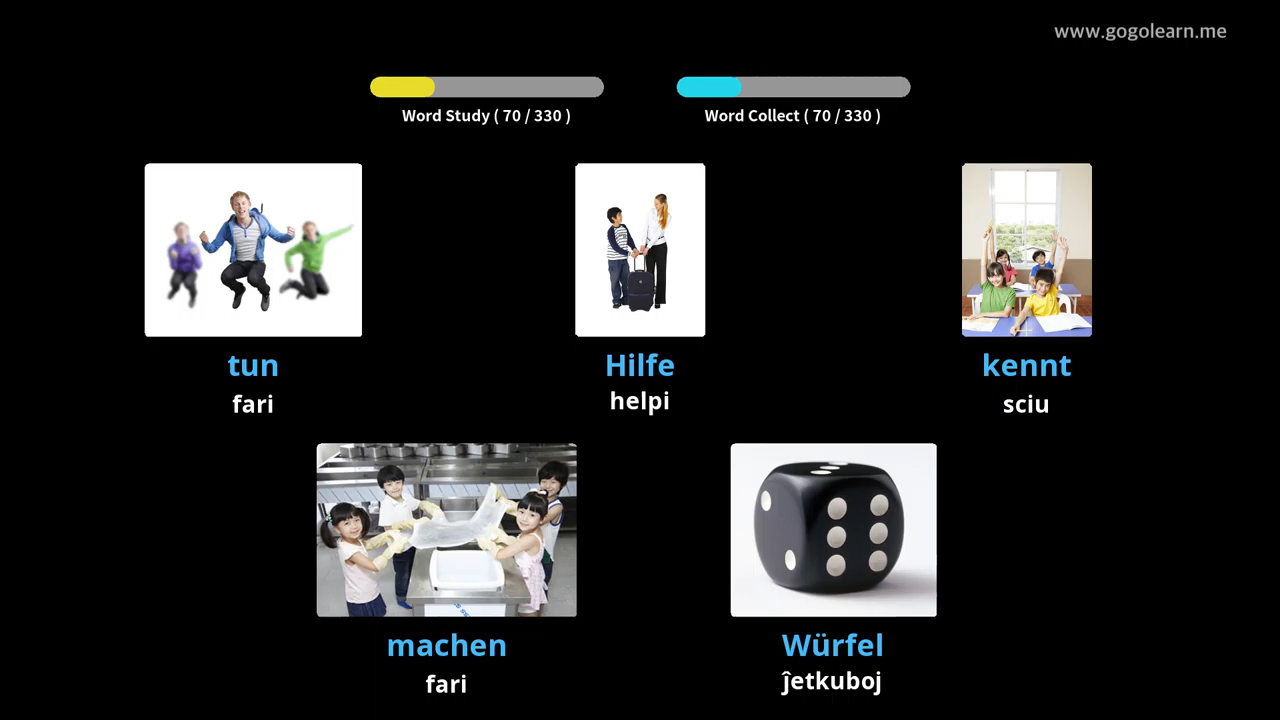 www.gogolearn.me
Word Study ( 70 / 330 )
Word Collect ( 70 / 330 )
tun
fari
Hilfe
helpi
kennt
sciu
machen
fari
Würfel
ĵetkuboj